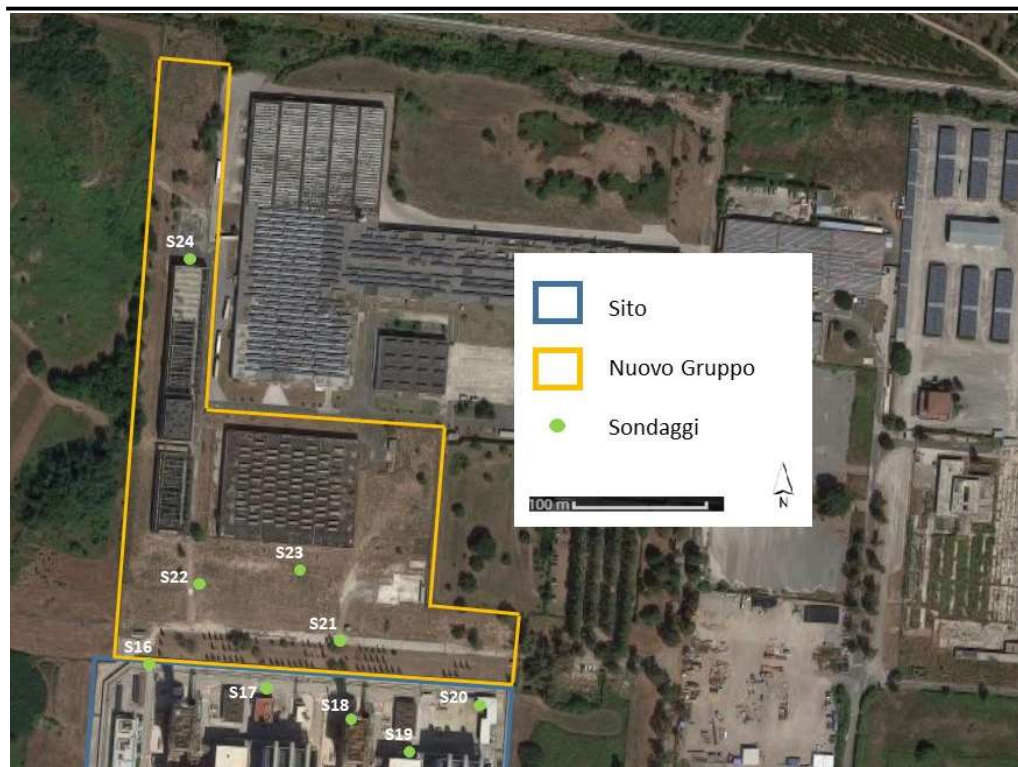 S24
Sito
Nuovo Gruppo
Sondaggi
100 m
N
S23
S22
S21
S16
S17
S20
S18
S19